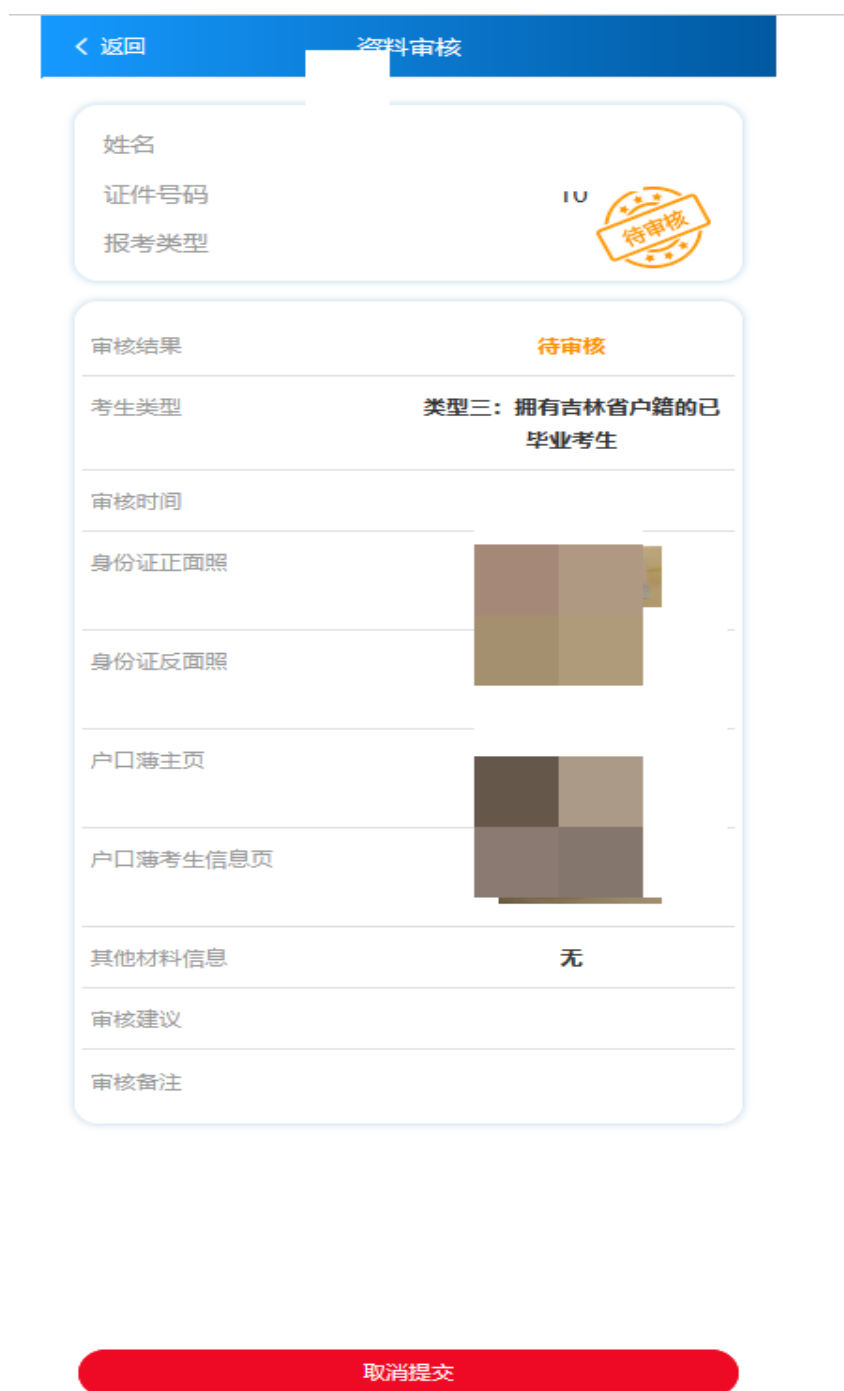 返回
资料审核
姓名
证件号码
报考类型
待审核
审核结果
待审核
考生类型
类型三：拥有吉林省户籍的已
毕业考生
审核时间
身份证正面照
身份证反面照
户口薄主页
户口薄考生信息页
其他材料信息
无
审核建议
审核备注
取消提交